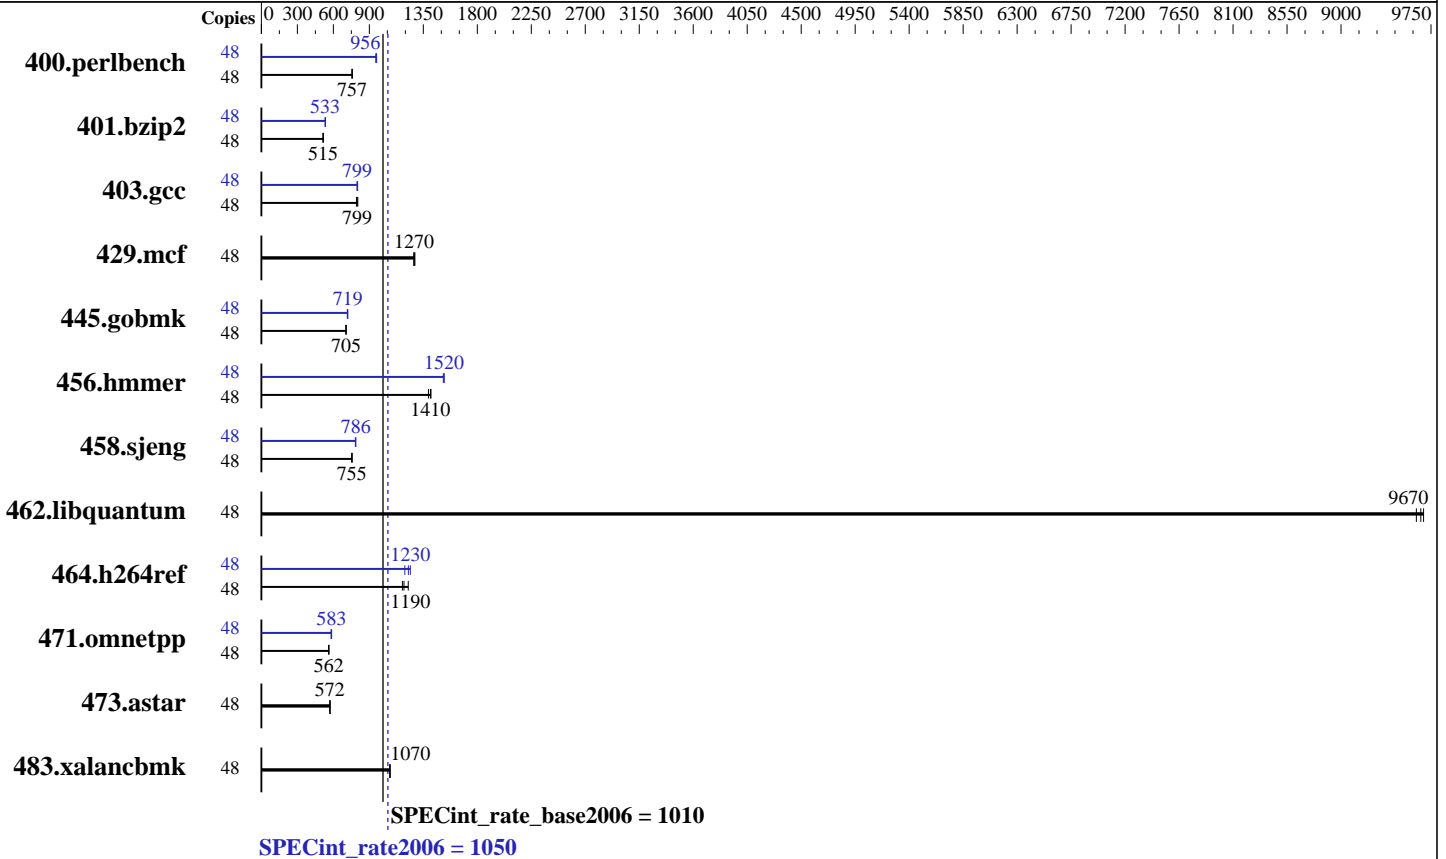 Copies 0 300 600 900 1350 1800 2250 2700 3150 3600 4050 4500 4950 5400 5850 6300 6750 7200 7650 8100 8550 9000 9750
400.perlbench 48 956
48 757
401.bzip2 48 533
48 515
403.gcc 48 799
48 799
429.mcf 48 1270
445.gobmk 48 719
48 705
456.hmmer 48 1520
48 1410
458.sjeng 48 786
48 755
462.libquantum 48 9670
464.h264ref 48 1230
48 1190
471.omnetpp 48 583
48 562
473.astar 48 572
483.xalancbmk 48 1070
SPECint_rate_base2006 = 1010
SPECint_rate2006 = 1050